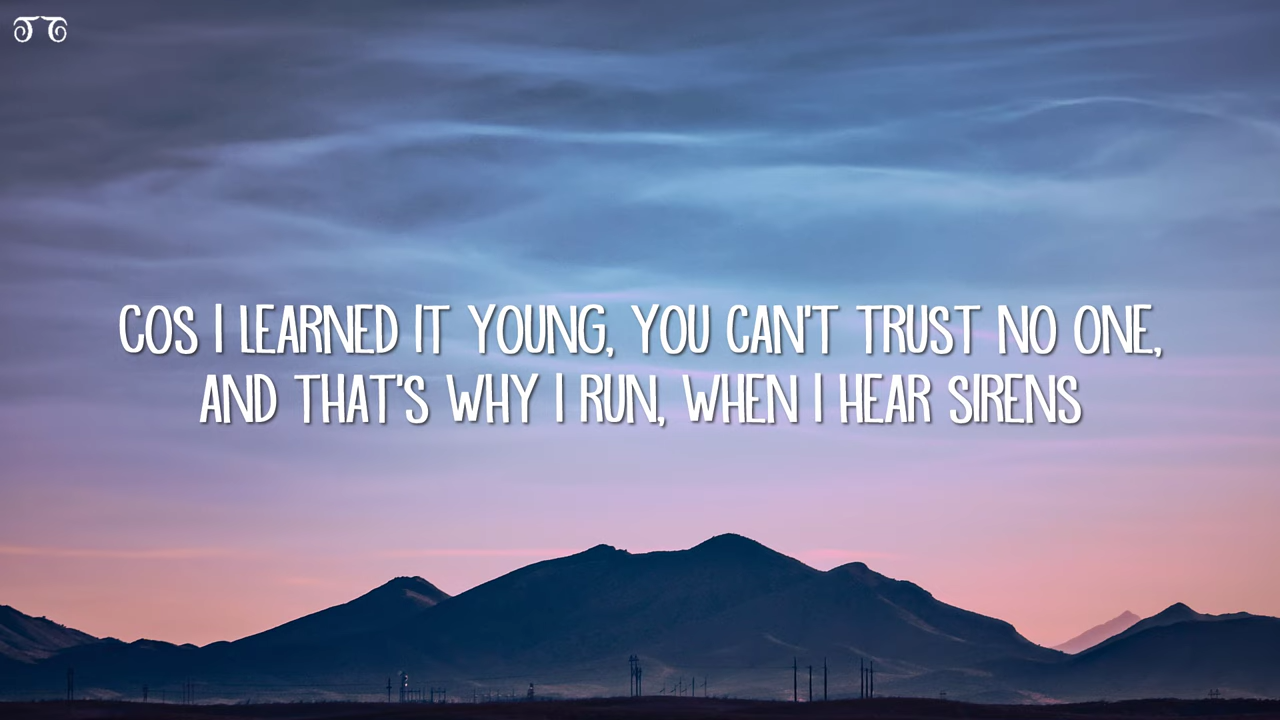 COS I LEARNED IT YOUNG, YOU CAN'T TRUST NO ONE,
AND THAT'S WHY I RUN, WHEN I HEAR SIRENS